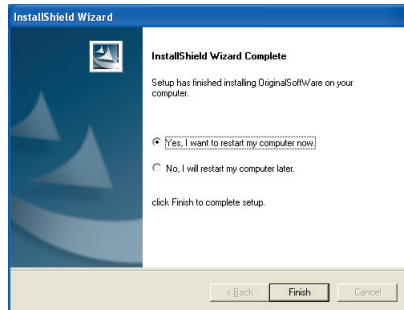 InstallShield Wizard
InstallShield Wizard Complete
Setup has finished installing OriginalSoftWare on your
computer.
Yes, I want to restart my computer now.
No, I will restart my computer later.
click Finish to complete setup.
< Back
Finish
Cancel